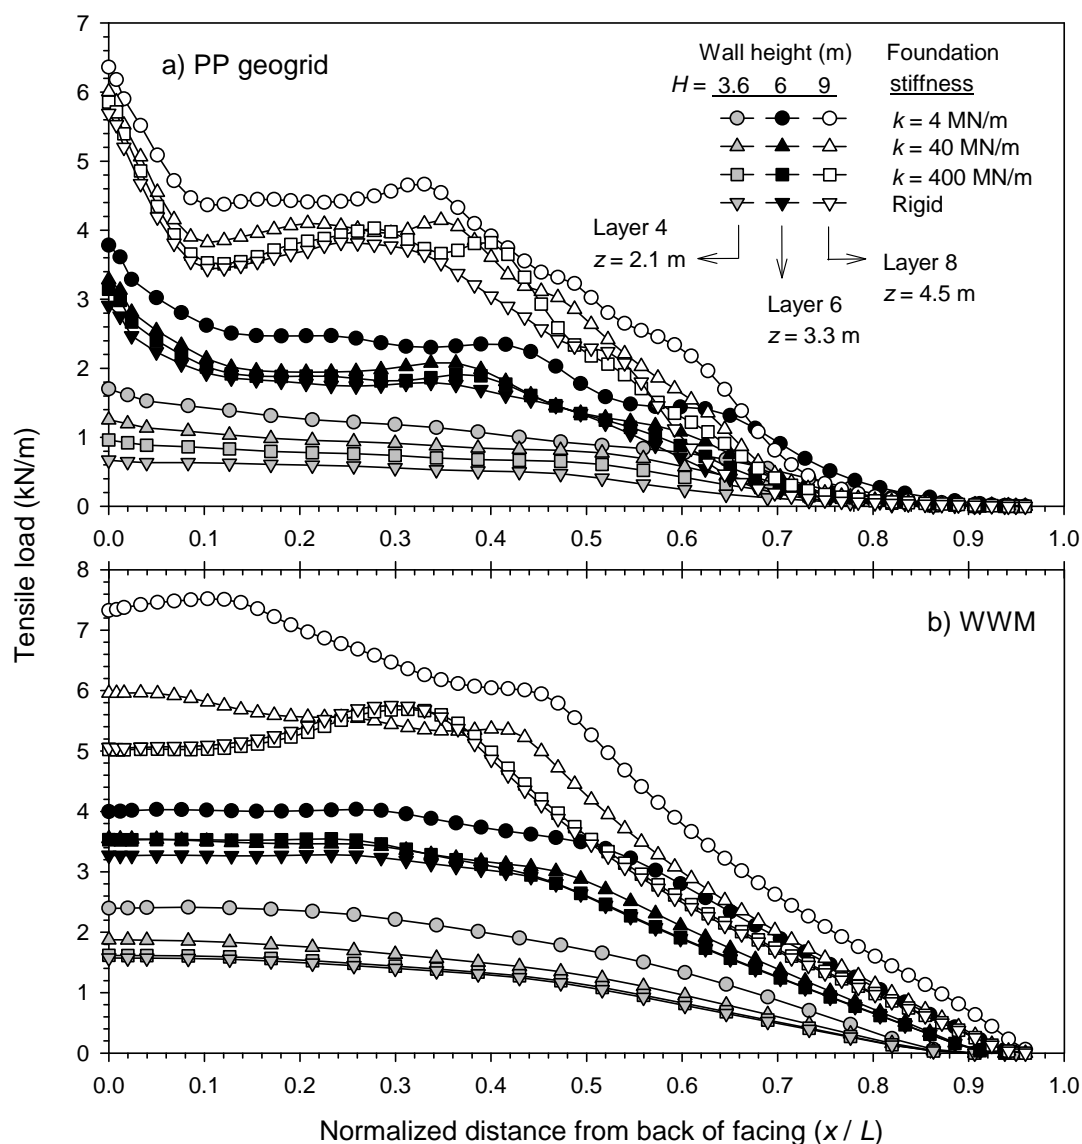 7
6
5
4
3
2
1
0
a) PP geogrid
Wall height (m)
Foundation
stiffness
H = 3.6 6 9
k = 4 MN/m
k = 40 MN/m
k = 400 MN/m
Rigid
Layer 4
z = 2.1 m
Layer 6
z = 3.3 m
Layer 8
z = 4.5 m
0.0 0.1 0.2 0.3 0.4 0.5 0.6 0.7 0.8 0.9 1.0
Tensile load (kN/m)
8
7
6
5
4
3
2
1
0
b) WWM
0.0 0.1 0.2 0.3 0.4 0.5 0.6 0.7 0.8 0.9 1.0
Normalized distance from back of facing (x / L)